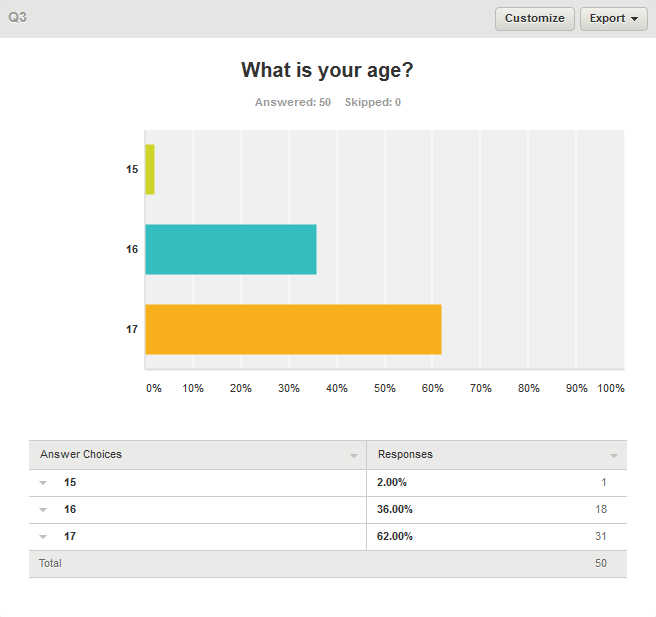 Q3
Customize Export
What is your age?
Answered: 50 Skipped: 0
15
16
17
0% 10% 20% 30% 40% 50% 60% 70% 80% 90% 100%
Answer Choices Responses
15 2.00% 1
16 36.00% 18
17 62.00% 31
Total 50